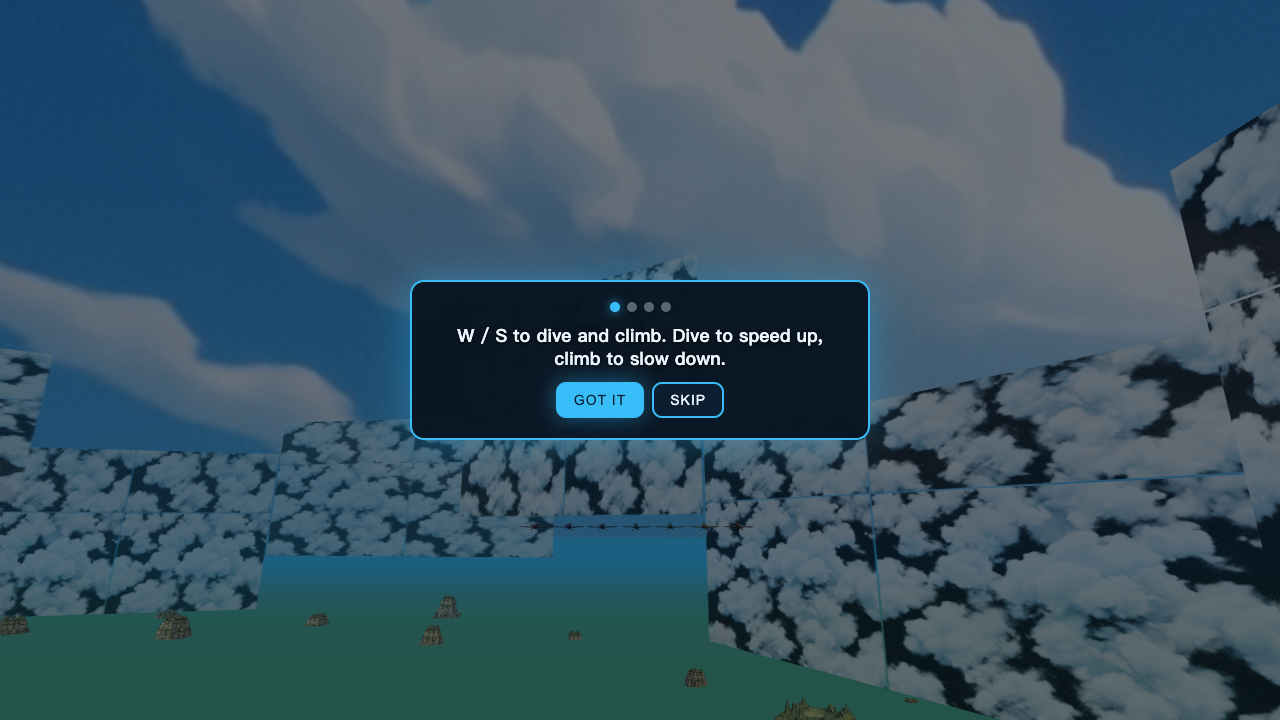 W / S to dive and climb. Dive to speed up,
climb to slow down.
GOT IT
SKIP